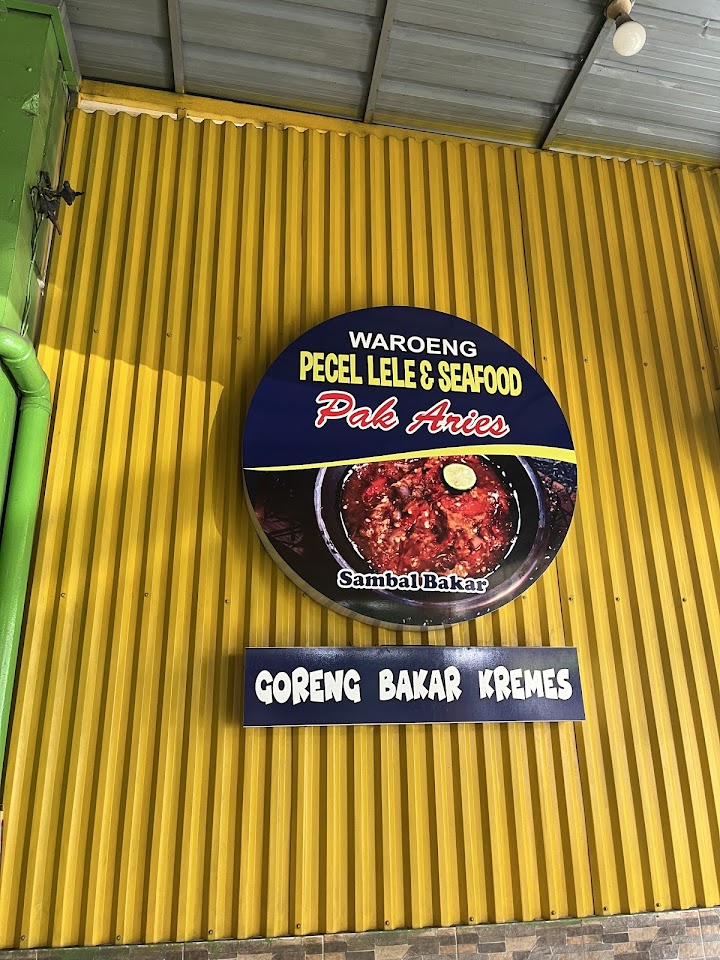 WAROENG
PECEL LELE & SEAFOOD
Pak Aries
Sambal Bakar
GORENG BAKAR KREMES